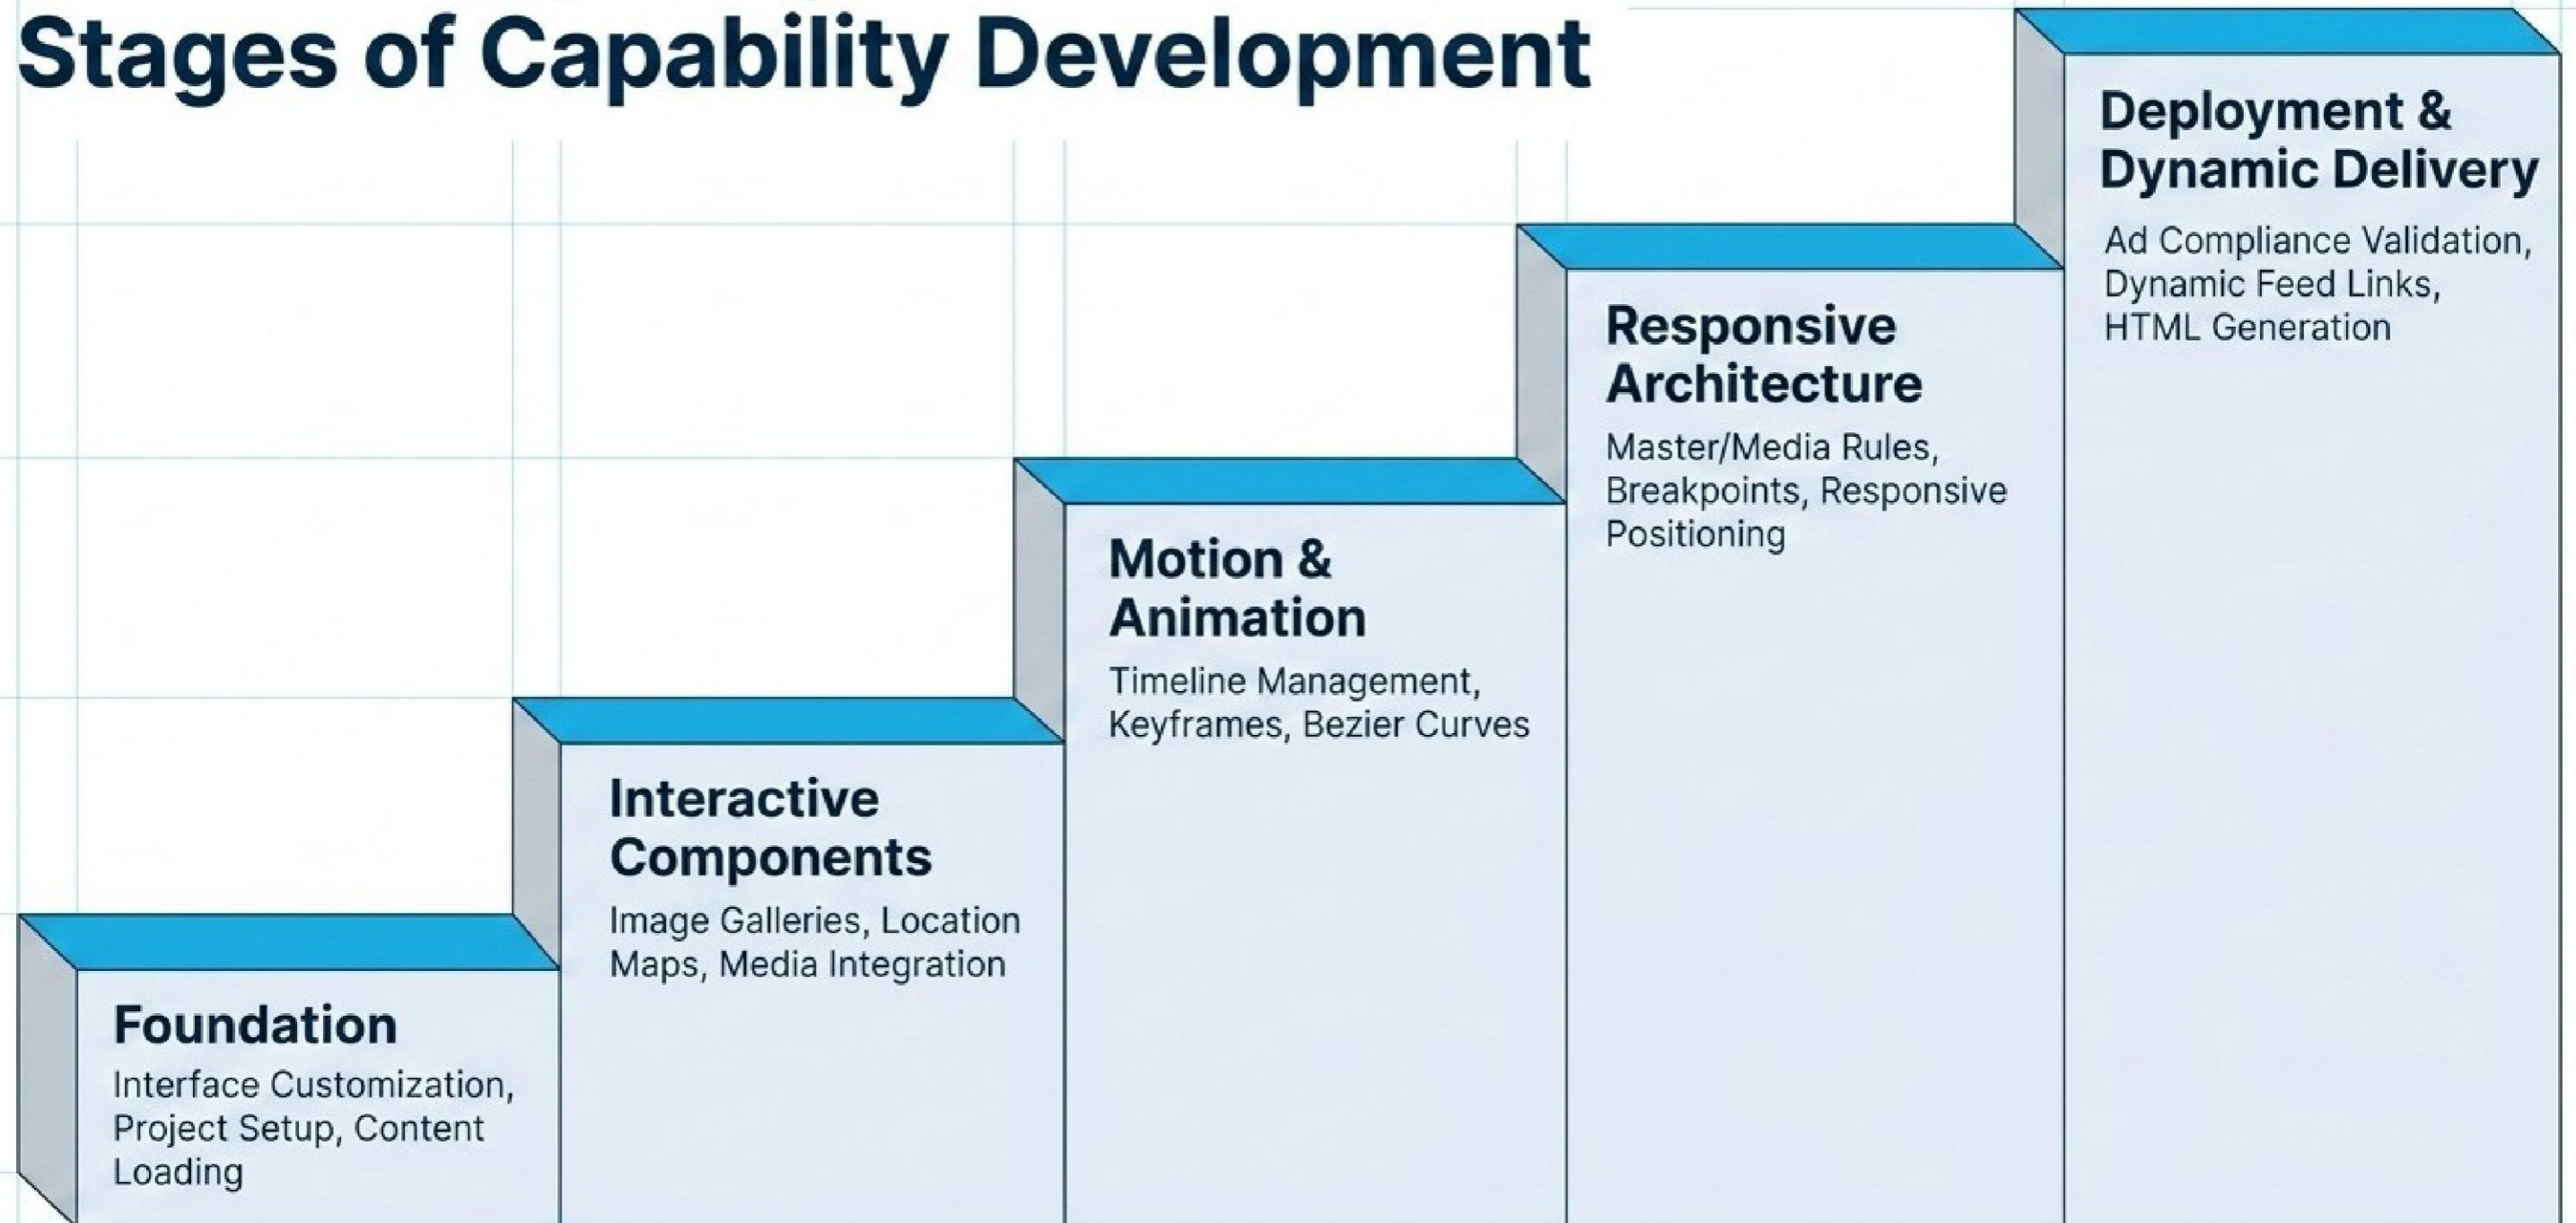 Stages of Capability Development
Foundation
Interface Customization,
Project Setup, Content
Loading
Interactive
Components
Image Galleries, Location
Maps, Media Integration
Motion &
Animation
Timeline Management,
Keyframes, Bezier Curves
Responsive
Architecture
Master/Media Rules,
Breakpoints, Responsive
Positioning
Deployment &
Dynamic Delivery
Ad Compliance Validation,
Dynamic Feed Links,
HTML Generation